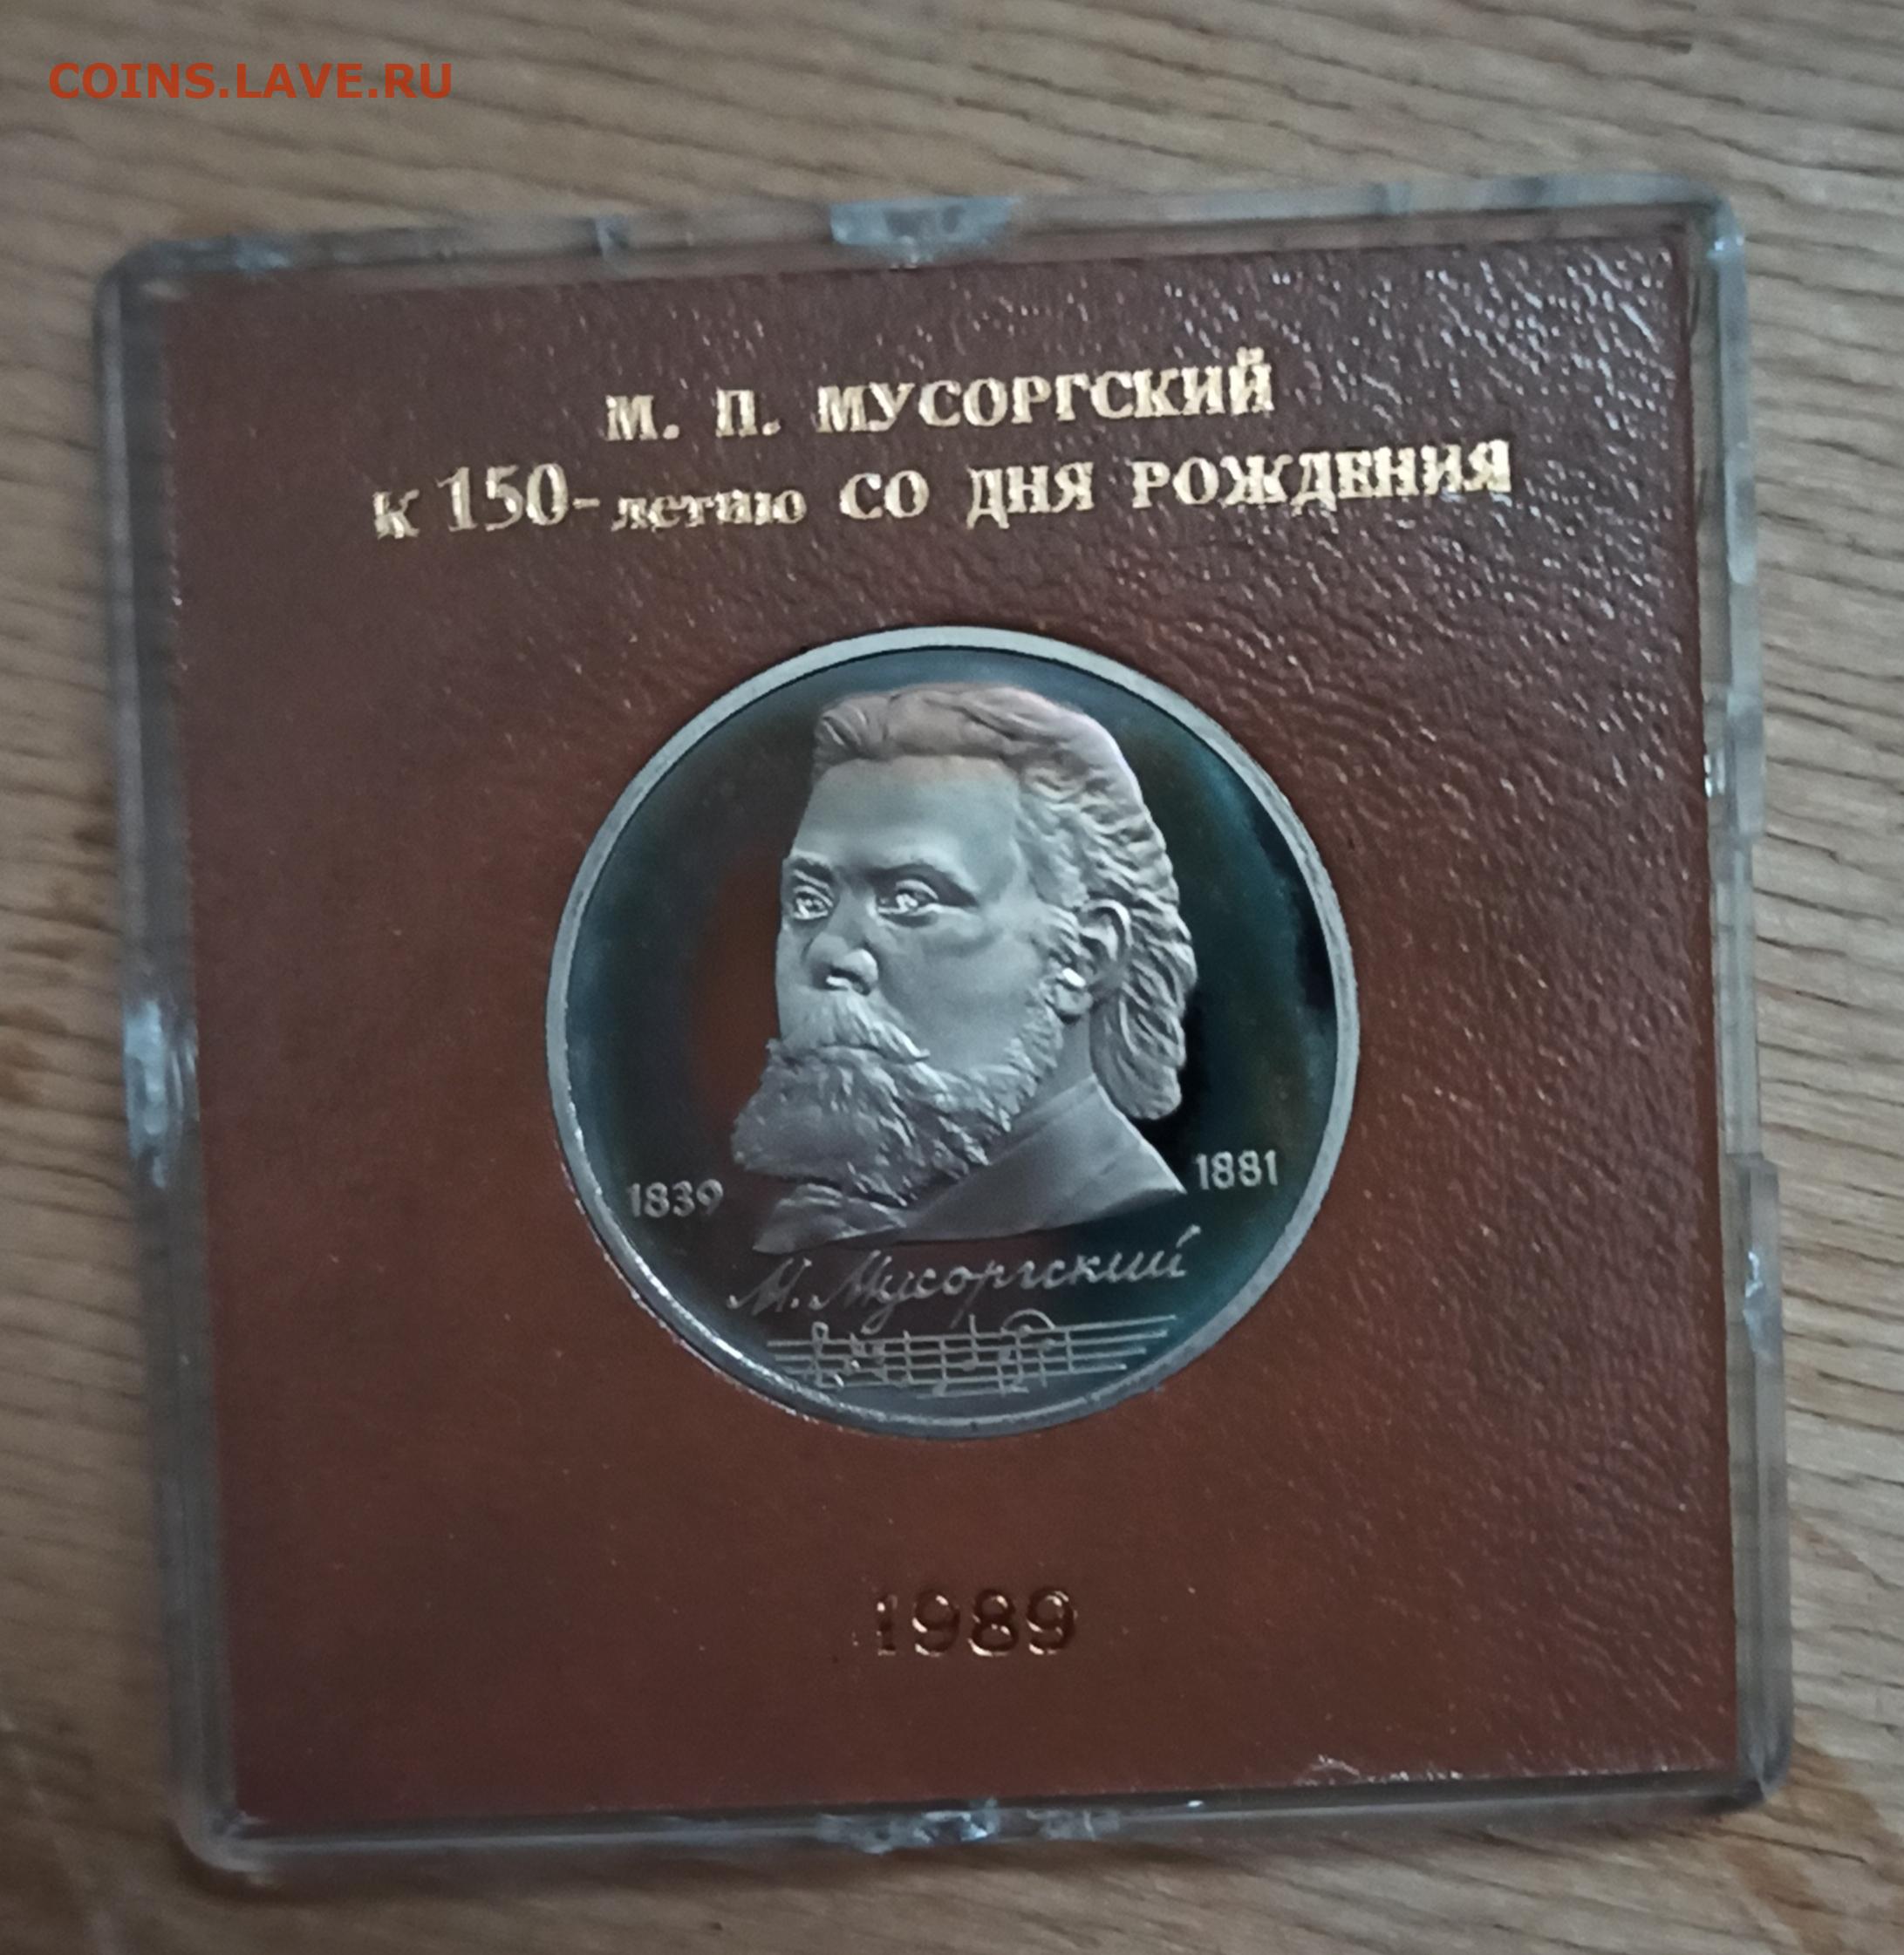 COINS.LAVE.RU
М. П. МУСОРГСКИЙ
К 150-летию СО ДНЯ РОЖДЕНИЯ
1839
1881
М. Мусоргский
1989